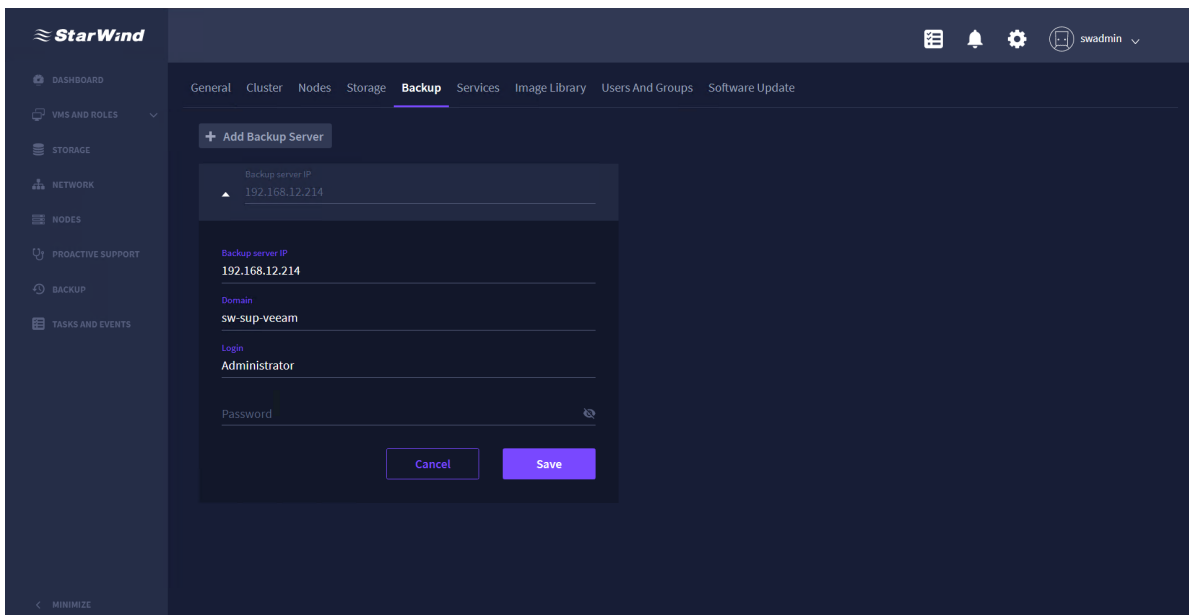 StarWind
swadmin
DASHBOARD
VMS AND ROLES
STORAGE
NETWORK
NODES
PROACTIVE SUPPORT
BACKUP
TASKS AND EVENTS
MINIMIZE
General Cluster Nodes Storage Backup Services Image Library Users And Groups Software Update
+ Add Backup Server
Backup server IP
192.168.12.214
Backup server IP
192.168.12.214
Domain
sw-sup-veeam
Login
Administrator
Password
Cancel Save